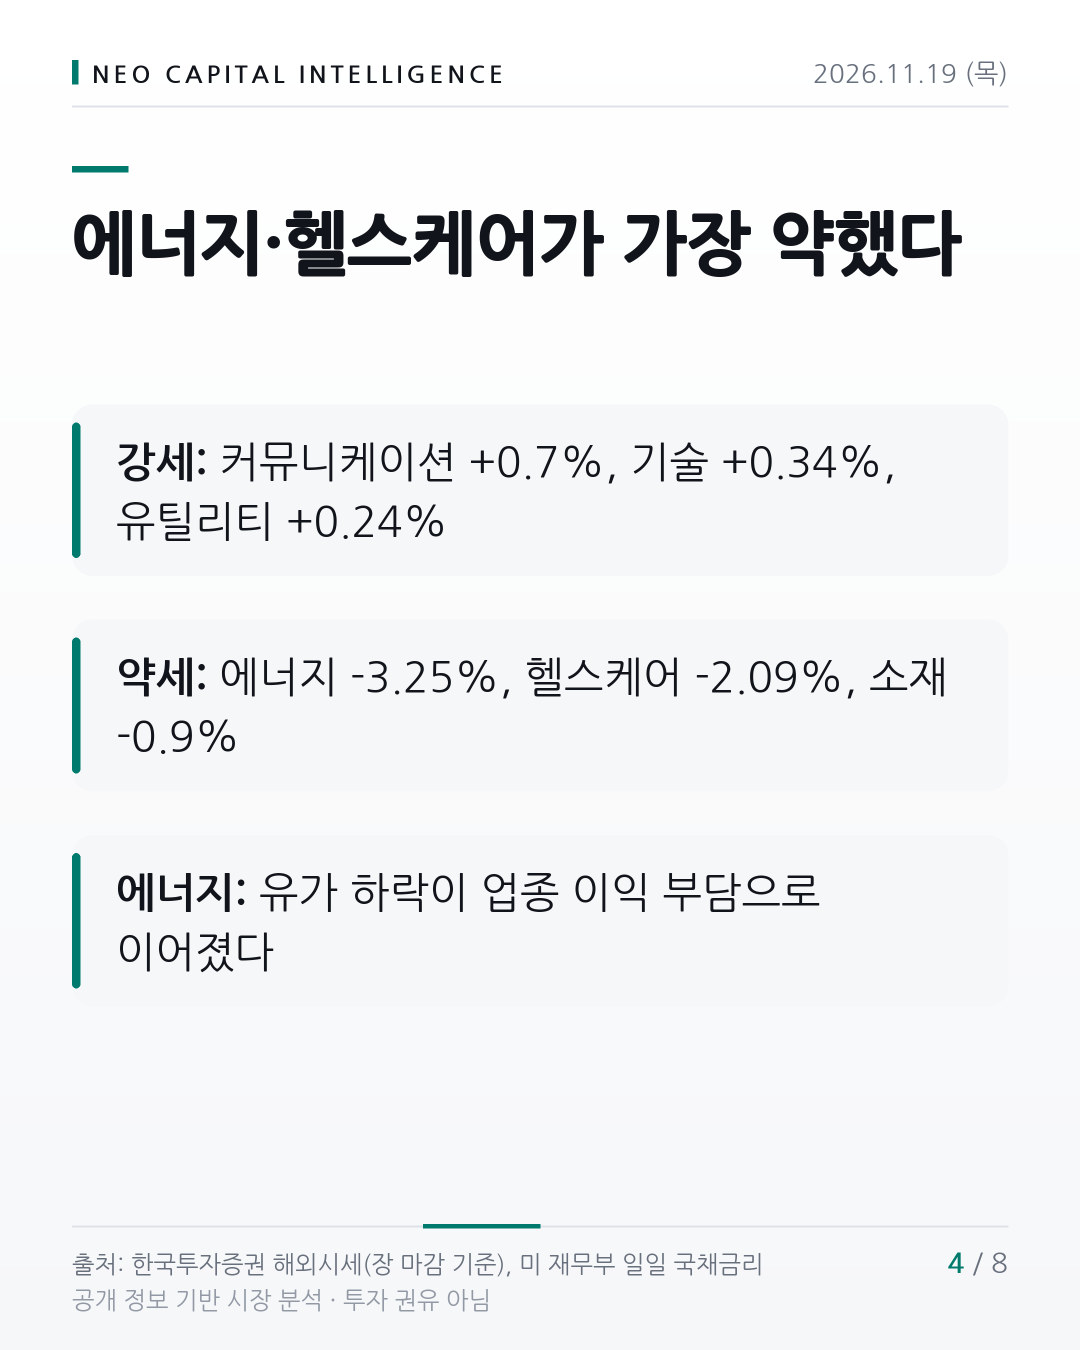 NEO CAPITAL INTELLIGENCE
2026.11.19 (목)
에너지·헬스케어가 가장 약했다
강세: 커뮤니케이션 +0.7%, 기술 +0.34%,
유틸리티 +0.24%
약세: 에너지 -3.25%, 헬스케어 -2.09%, 소재
-0.9%
에너지: 유가 하락이 업종 이익 부담으로
이어졌다
출처: 한국투자증권 해외시세(장 마감 기준), 미 재무부 일일 국채금리
4 / 8
공개 정보 기반 시장 분석 · 투자 권유 아님